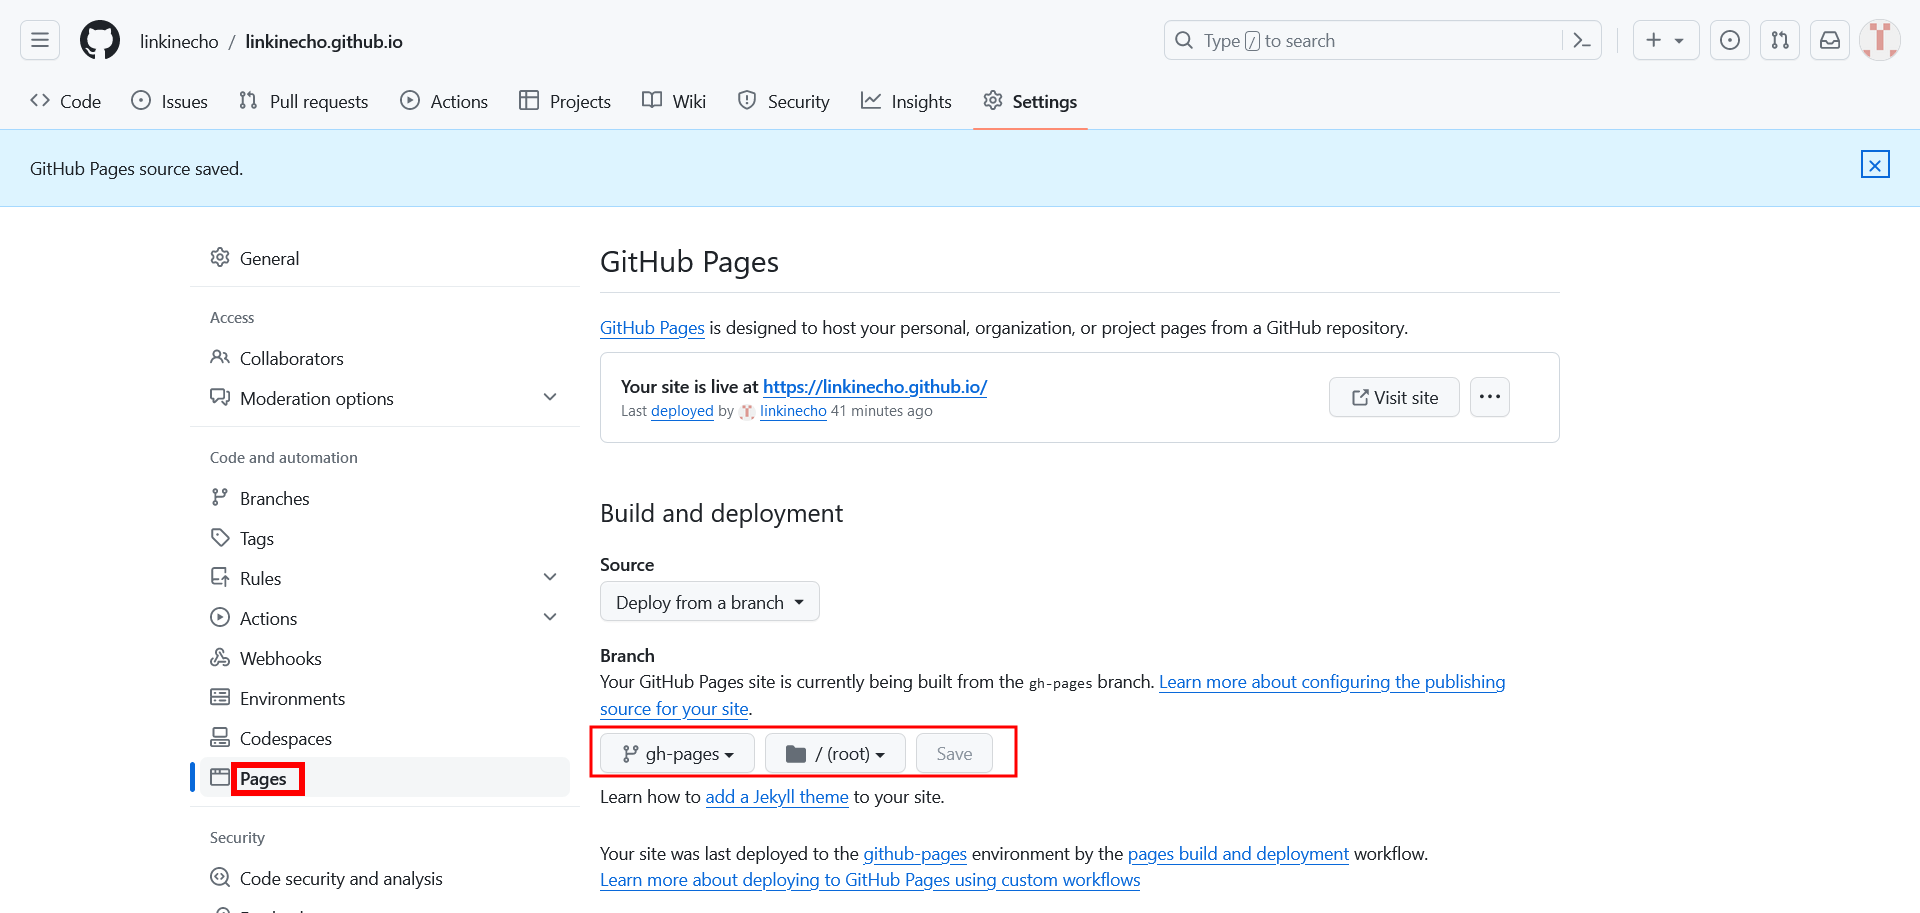 linkinecho / linkinecho.github.io
Type / to search
Code Issues Pull requests Actions Projects Wiki Security Insights Settings
GitHub Pages source saved.
General
Access
Collaborators
Moderation options
Code and automation
Branches
Tags
Rules
Actions
Webhooks
Environments
Codespaces
Pages
Security
Code security and analysis
GitHub Pages
GitHub Pages is designed to host your personal, organization, or project pages from a GitHub repository.
Your site is live at https://linkinecho.github.io/
Last deployed by linkinecho 41 minutes ago
Visit site
Build and deployment
Source
Deploy from a branch
Branch
Your GitHub Pages site is currently being built from the gh-pages branch. Learn more about configuring the publishing
source for your site.
gh-pages / (root) Save
Learn how to add a Jekyll theme to your site.
Your site was last deployed to the github-pages environment by the pages build and deployment workflow.
Learn more about deploying to GitHub Pages using custom workflows